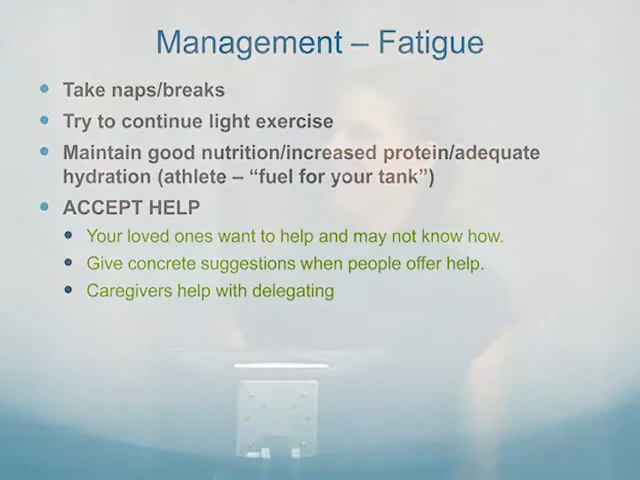 Management – Fatigue
Take naps/breaks
Try to continue light exercise
Maintain good nutrition/increased protein/adequate
hydration (athlete – “fuel for your tank”)
ACCEPT HELP
Your loved ones want to help and may not know how.
Give concrete suggestions when people offer help.
Caregivers help with delegating